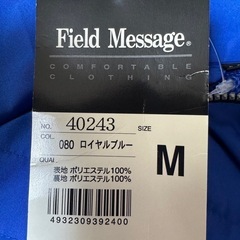 Field Message®
COMFORTABLE
CLOTHING
NO. 40243 SIZE
COL. 080 ロイヤルブルー M
QUAL.
表地 ポリエステル100%
裏地 ポリエステル100%
4932309392400